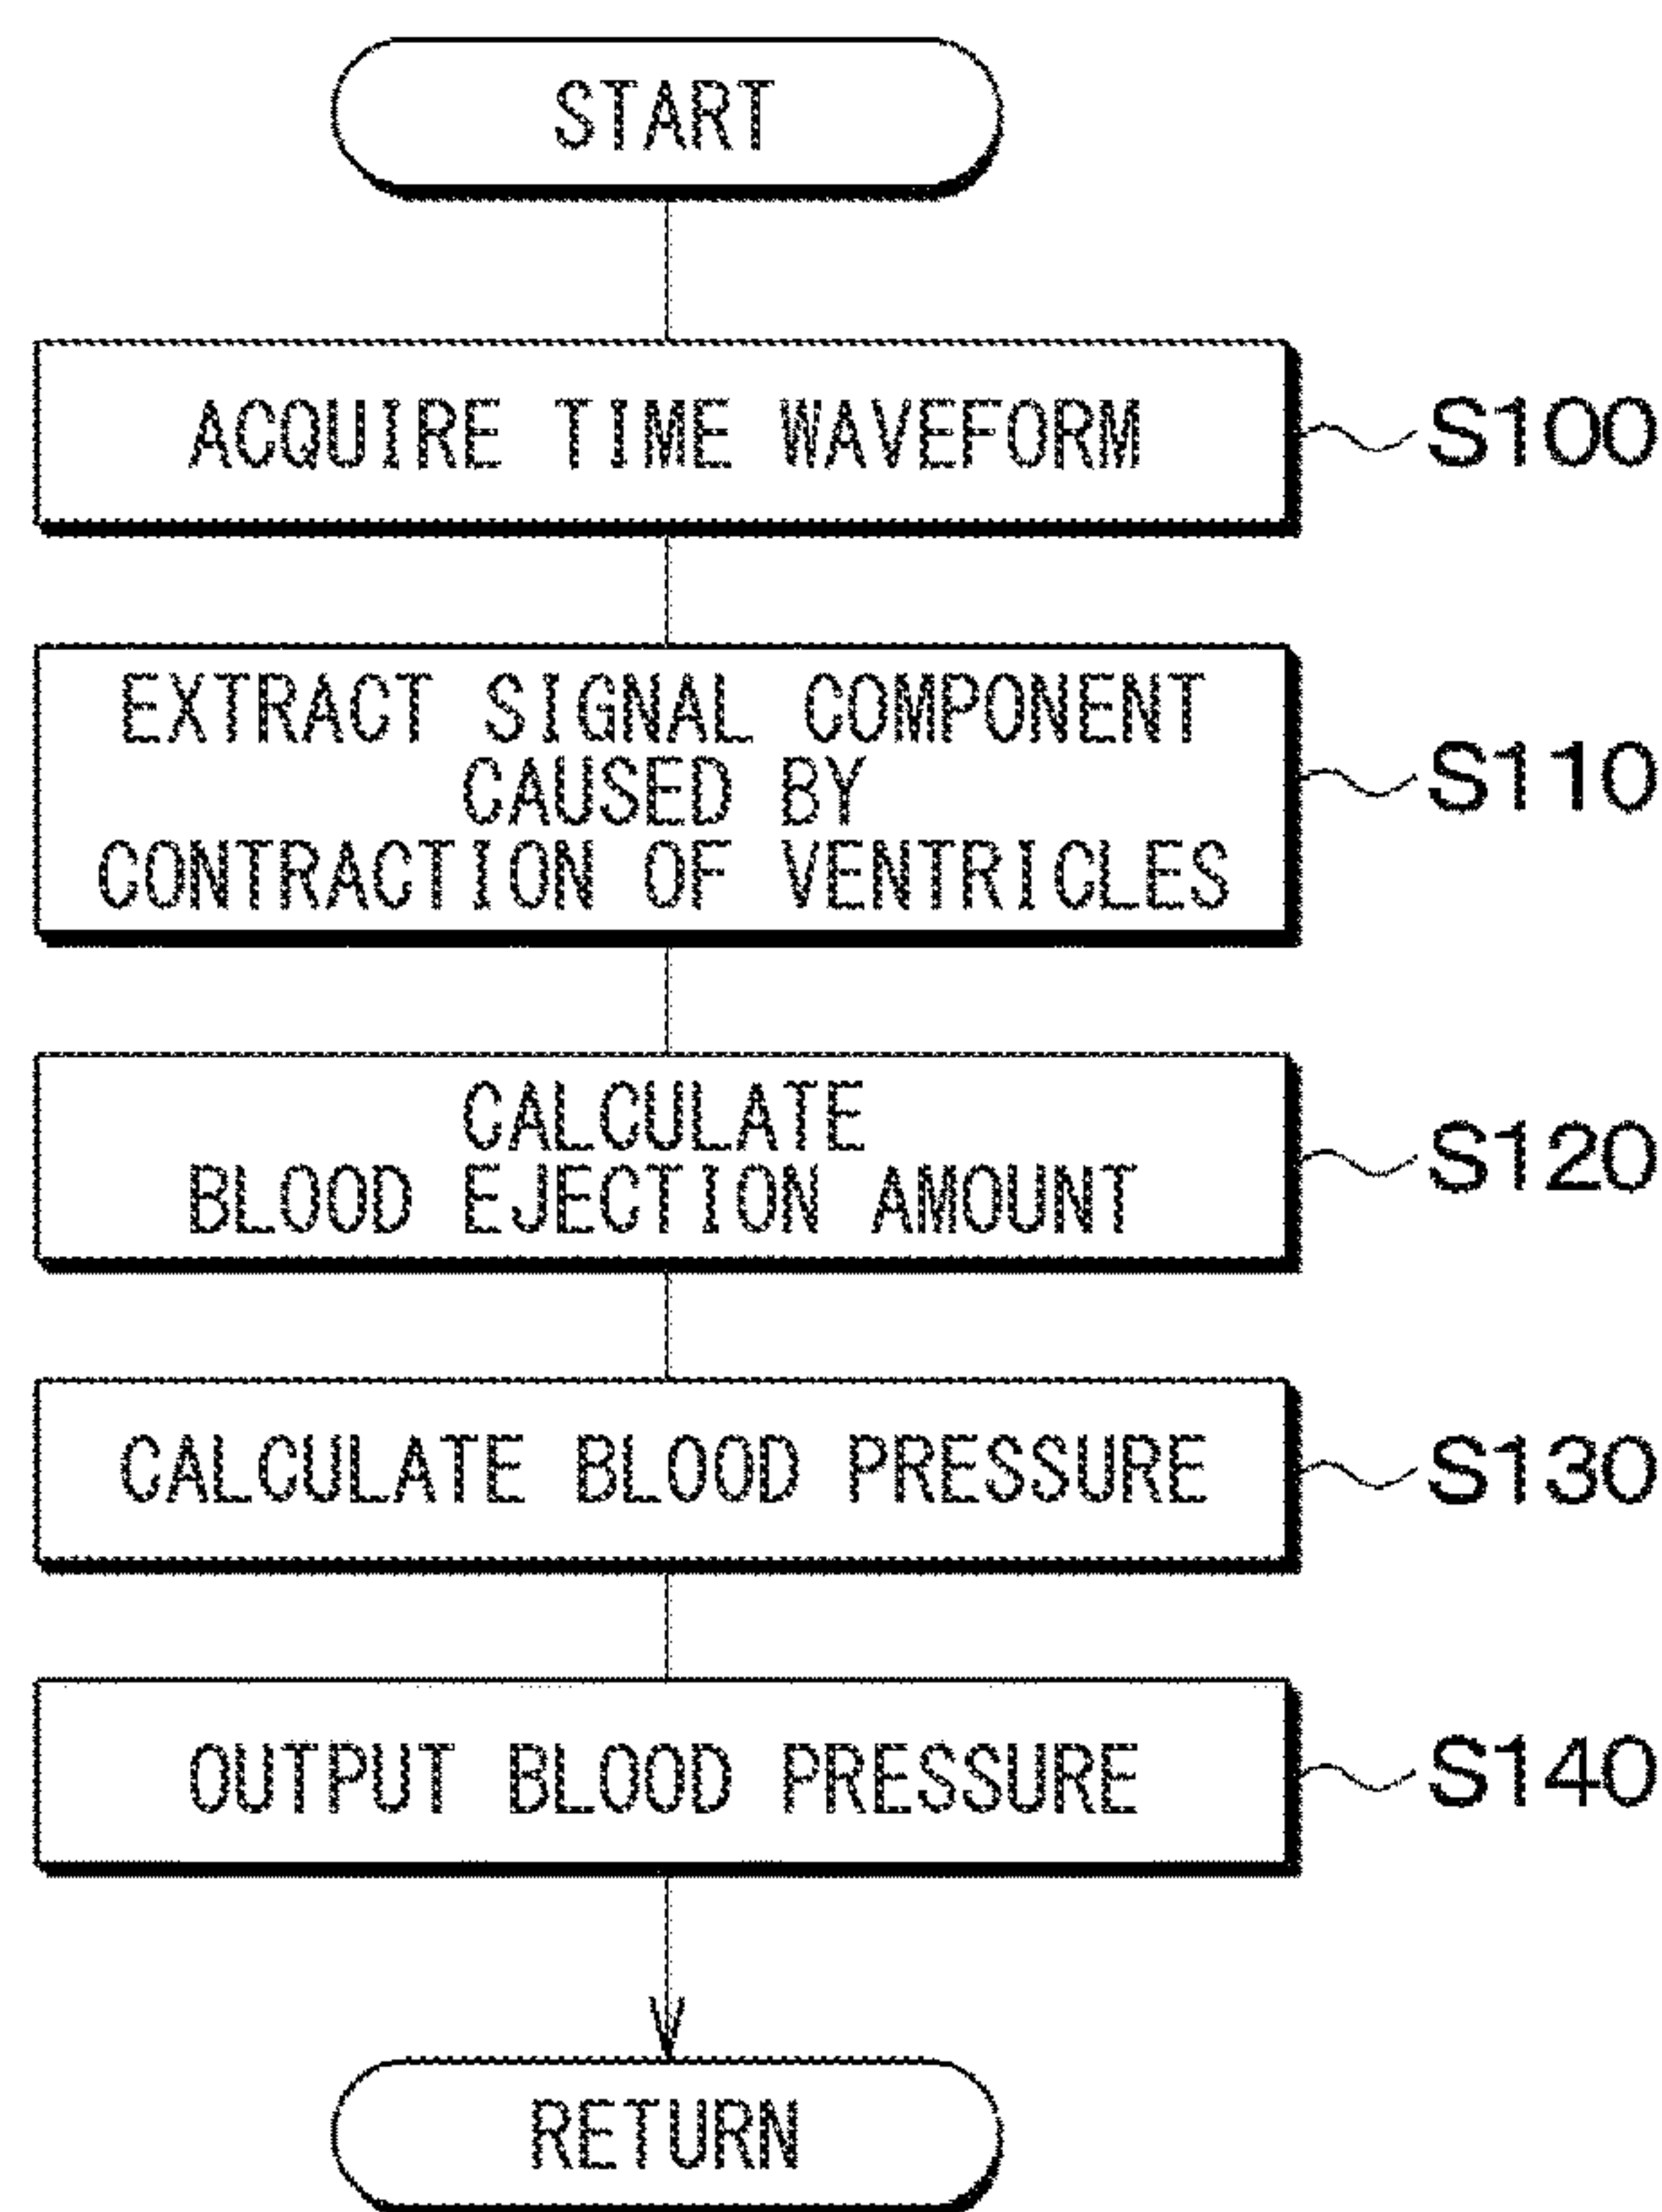 START
ACQUIRE TIME WAVEFORM
S100
EXTRACT SIGNAL COMPONENT
CAUSED BY
CONTRACTION OF VENTRICLES
S110
CALCULATE
BLOOD EJECTION AMOUNT
S120
CALCULATE BLOOD PRESSURE
S130
OUTPUT BLOOD PRESSURE
S140
RETURN